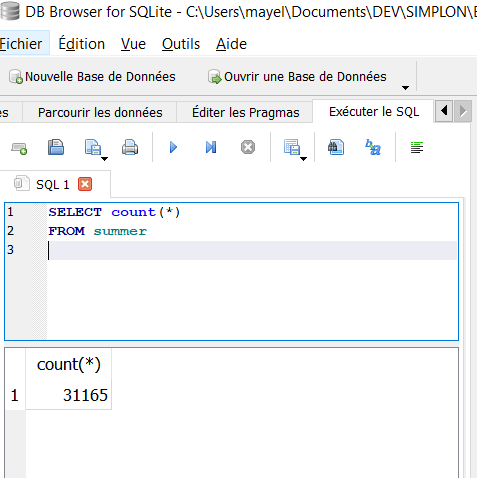 DB Browser for SQLite - C:\Users\mayel\Documents\DEV\SIMPLON\
Fichier Édition Vue Outils Aide
Nouvelle Base de Données Ouvrir une Base de Données
Parcourir les données Éditer les Pragmas Exécuter le SQL
SQL 1
1 SELECT count(*)
2 FROM summer
3
count(*)
1 31165